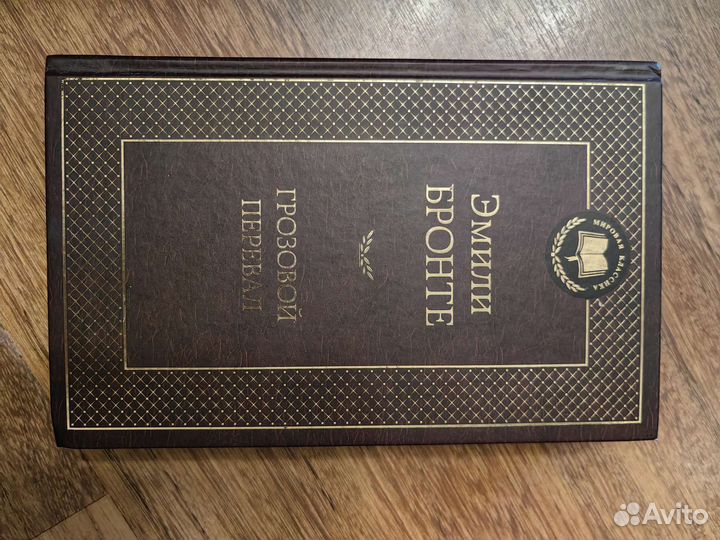 МИРОВАЯ КЛАССИКА
ЭМИЛИ
БРОНТЕ
ГРОЗОВОЙ
ПЕРЕВАЛ
Avito